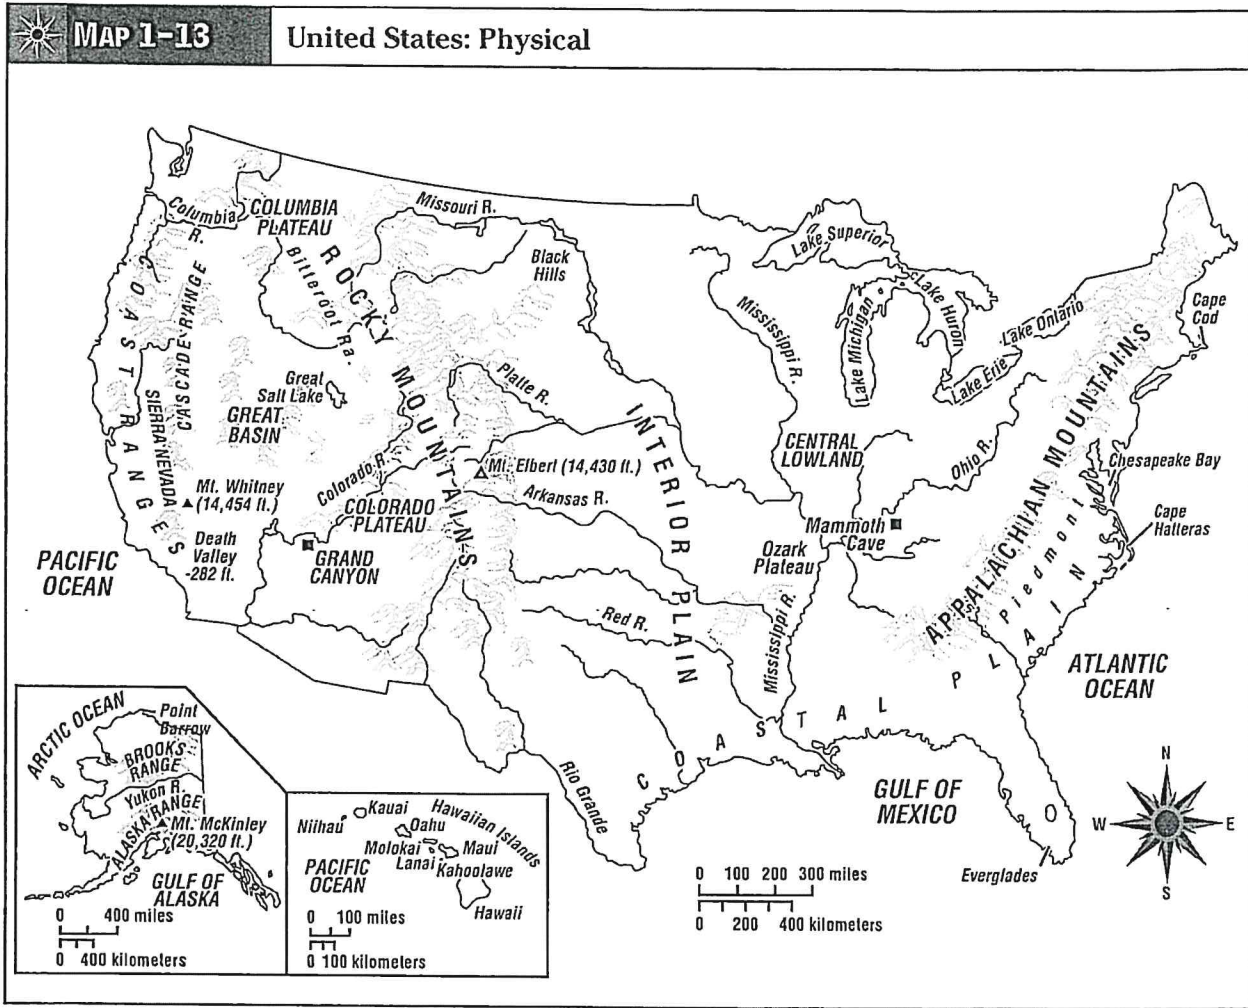 MAP 1–13
United States: Physical
Columbia
R.
COLUMBIA
PLATEAU
Missouri R.
Black
Hills
Bitteroot Ra.
ROCKY MOUNTAINS
COAST RANGES
CASCADE RANGE
SIERRA NEVADA
Great
Salt Lake
GREAT
BASIN
Platte R.
Mt. Whitney
(14,454 ft.)
Death
Valley
-282 ft.
Colorado R.
COLORADO
PLATEAU
GRAND
CANYON
Mt. Elbert (14,430 ft.)
Arkansas R.
Red R.
INTERIOR PLAIN
Mississippi R.
Lake Superior
Lake Michigan
Lake Huron
Lake Ontario
Lake Erie
Cape
Cod
CENTRAL
LOWLAND
Ohio R.
Mammoth
Cave
Ozark
Plateau
Mississippi R.
APPALACHIAN MOUNTAINS
Piedmont
Chesapeake Bay
Cape
Hatteras
COASTAL PLAIN
PACIFIC
OCEAN
ATLANTIC
OCEAN
GULF OF
MEXICO
Rio Grande
Everglades
N
W
E
S
0 100 200 300 miles
0 200 400 kilometers
ARCTIC OCEAN
Point
Barrow
BROOKS
RANGE
Yukon R.
ALASKA RANGE
Mt. McKinley
(20,320 ft.)
GULF OF
ALASKA
0 400 miles
0 400 kilometers
Kauai
Niihau
Hawaiian Islands
Oahu
Molokai
Maui
Lanai
Kahoolawe
PACIFIC
OCEAN
Hawaii
0 100 miles
0 100 kilometers